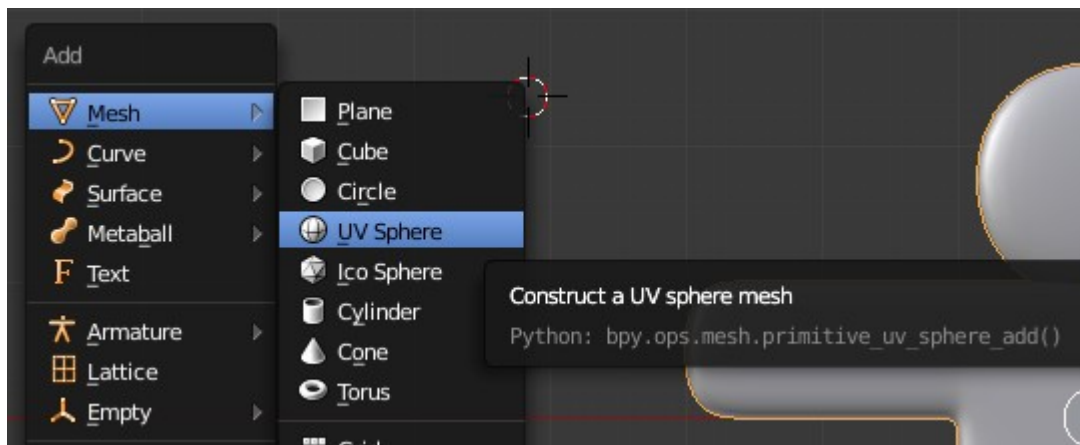 Add
Mesh
Curve
Surface
Metaball
Text
Armature
Lattice
Empty
Plane
Cube
Circle
UV Sphere
Ico Sphere
Cylinder
Cone
Torus
Construct a UV sphere mesh
Python: bpy.ops.mesh.primitive_uv_sphere_add()